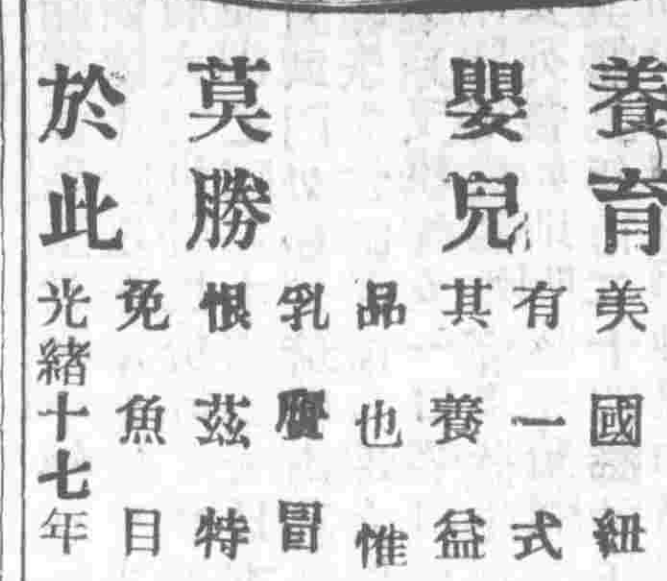 養育
嬰兒
莫勝
於此
美國紐
有一式
其養益
品也惟
乳贋冒
恨茲特
免魚目
光緒十七年